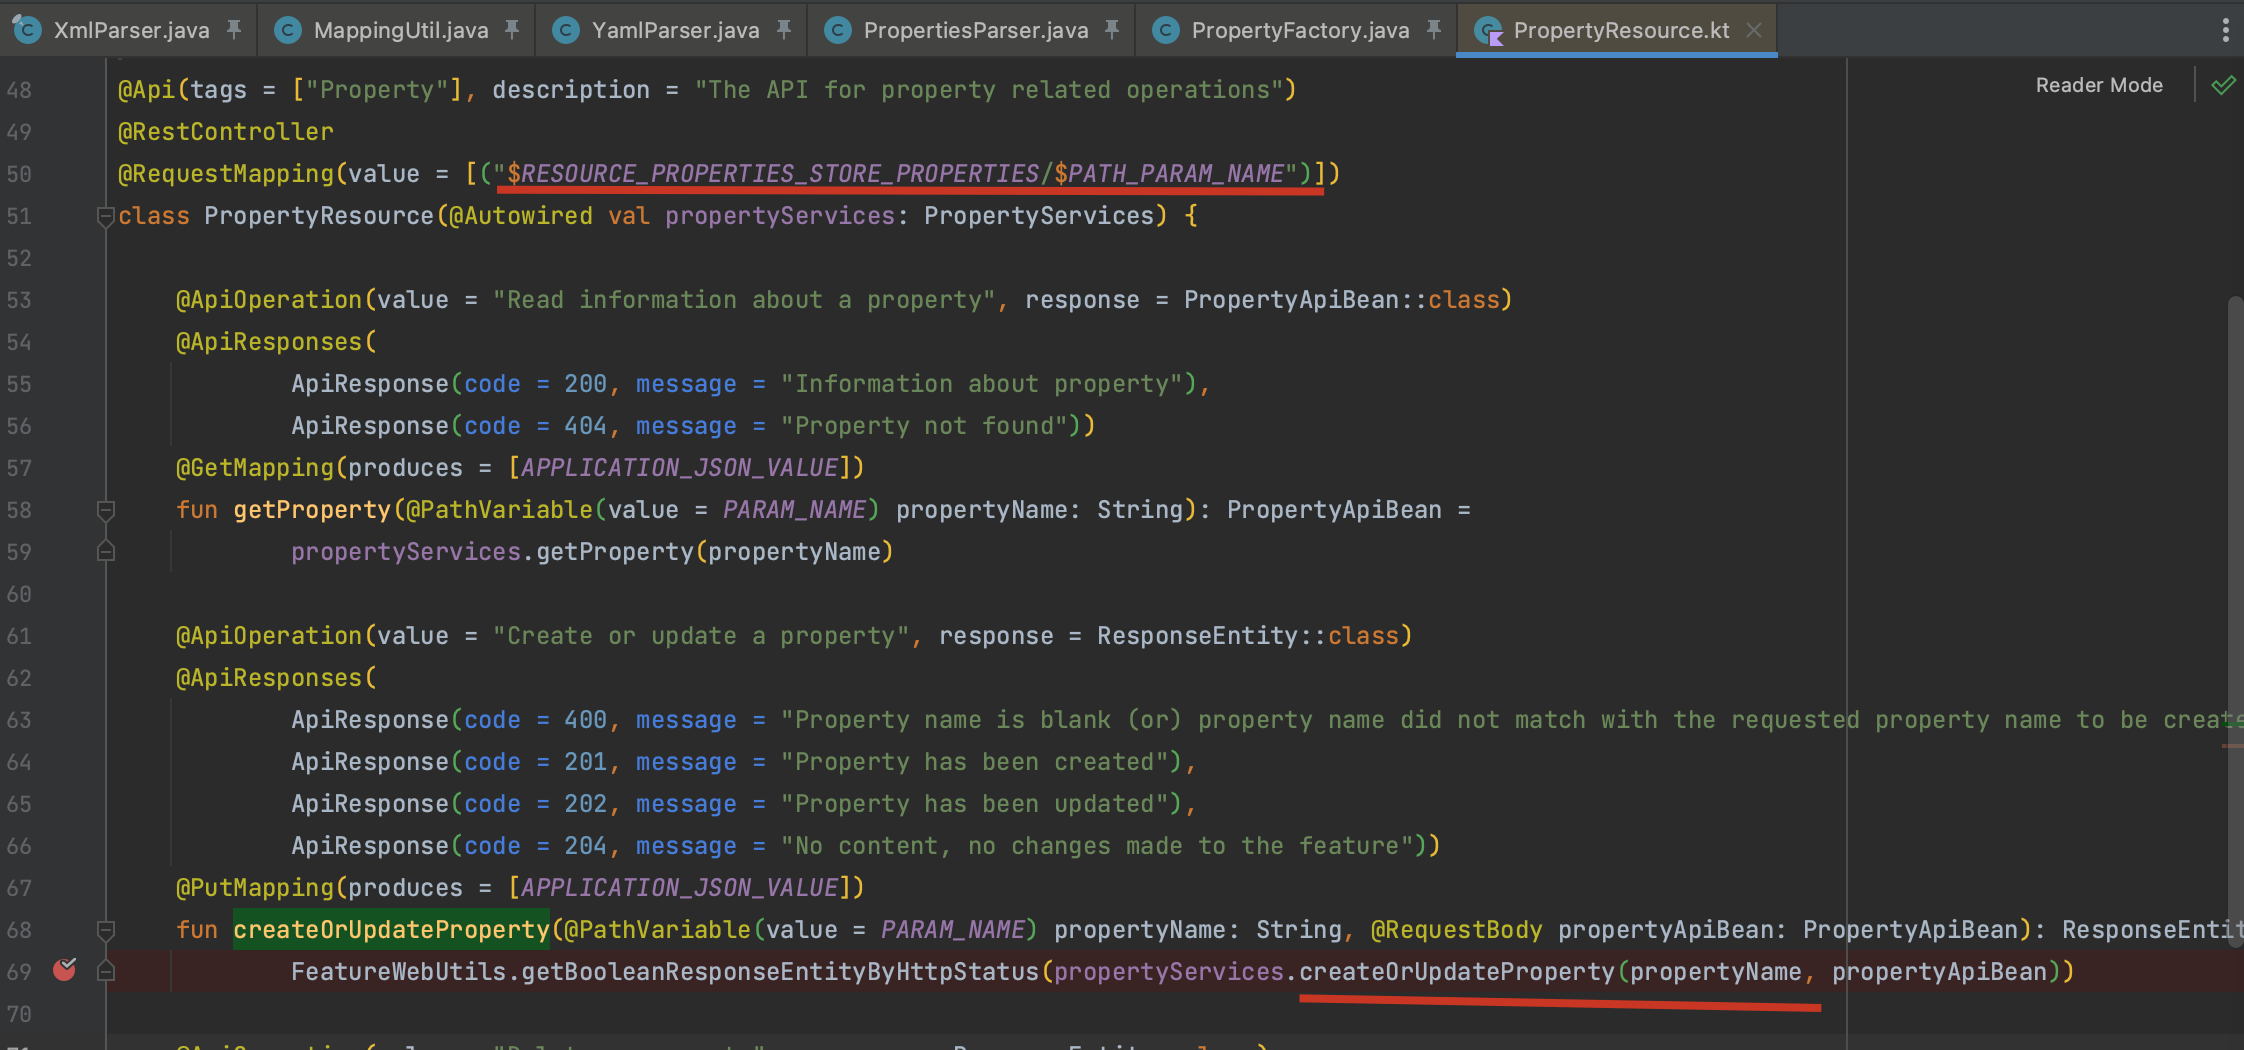 XmlParser.java MappingUtil.java YamlParser.java PropertiesParser.java PropertyFactory.java PropertyResource.kt
Reader Mode
48 @Api(tags = ["Property"], description = "The API for property related operations")
49 @RestController
50 @RequestMapping(value = [("$RESOURCE_PROPERTIES_STORE_PROPERTIES/$PATH_PARAM_NAME")])
51 class PropertyResource(@Autowired val propertyServices: PropertyServices) {
52
53 @ApiOperation(value = "Read information about a property", response = PropertyApiBean::class)
54 @ApiResponses(
55 ApiResponse(code = 200, message = "Information about property"),
56 ApiResponse(code = 404, message = "Property not found"))
57 @GetMapping(produces = [APPLICATION_JSON_VALUE])
58 fun getProperty(@PathVariable(value = PARAM_NAME) propertyName: String): PropertyApiBean =
59 propertyServices.getProperty(propertyName)
60
61 @ApiOperation(value = "Create or update a property", response = ResponseEntity::class)
62 @ApiResponses(
63 ApiResponse(code = 400, message = "Property name is blank (or) property name did not match with the requested property name to be create
64 ApiResponse(code = 201, message = "Property has been created"),
65 ApiResponse(code = 202, message = "Property has been updated"),
66 ApiResponse(code = 204, message = "No content, no changes made to the feature"))
67 @PutMapping(produces = [APPLICATION_JSON_VALUE])
68 fun createOrUpdateProperty(@PathVariable(value = PARAM_NAME) propertyName: String, @RequestBody propertyApiBean: PropertyApiBean): ResponseEntit
69 FeatureWebUtils.getBooleanResponseEntityByHttpStatus(propertyServices.createOrUpdateProperty(propertyName, propertyApiBean))
70